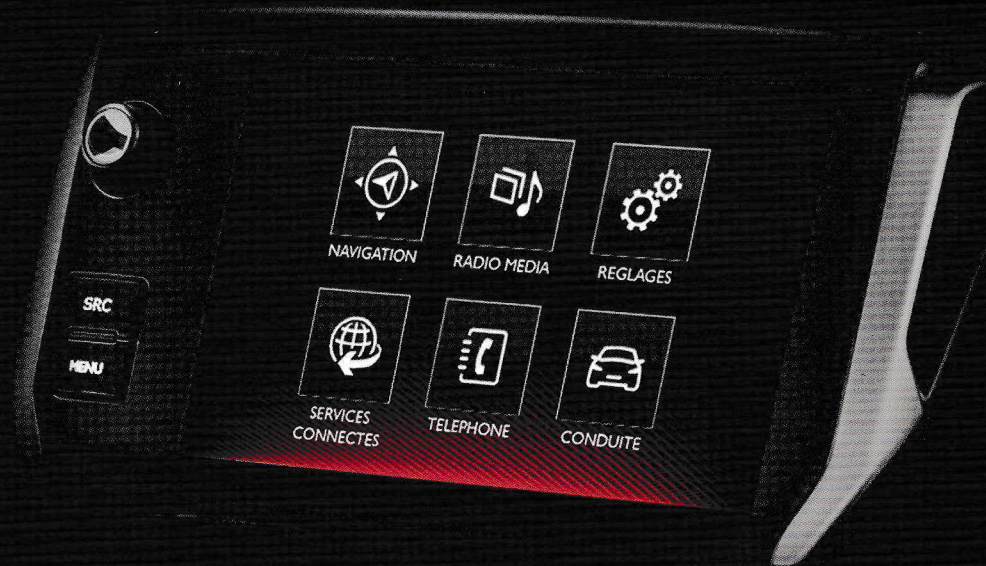 NAVIGATION
RADIO MEDIA
REGLAGES
SRC
MENU
SERVICES
CONNECTES
TELEPHONE
CONDUITE